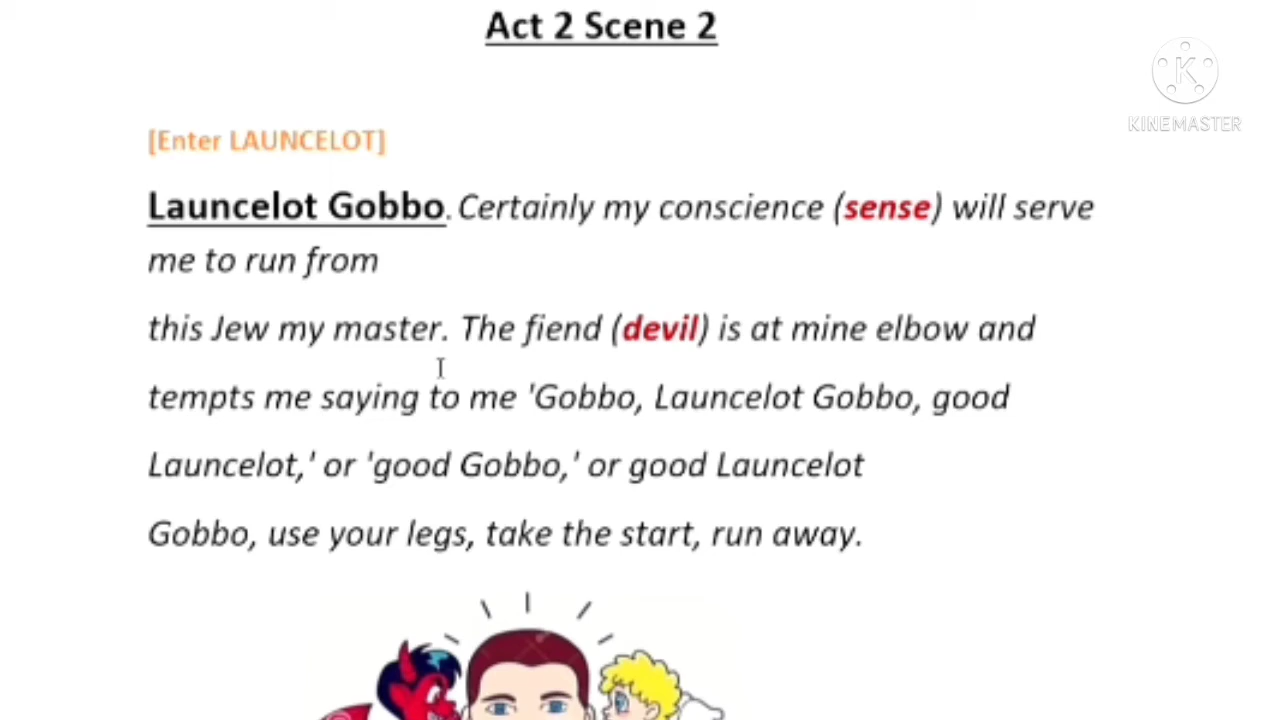 Act 2 Scene 2
KINEMASTER
[Enter LAUNCELOT]
Launcelot Gobbo. Certainly my conscience (sense) will serve
me to run from
this Jew my master. The fiend (devil) is at mine elbow and
tempts me saying to me 'Gobbo, Launcelot Gobbo, good
Launcelot,' or 'good Gobbo,' or good Launcelot
Gobbo, use your legs, take the start, run away.